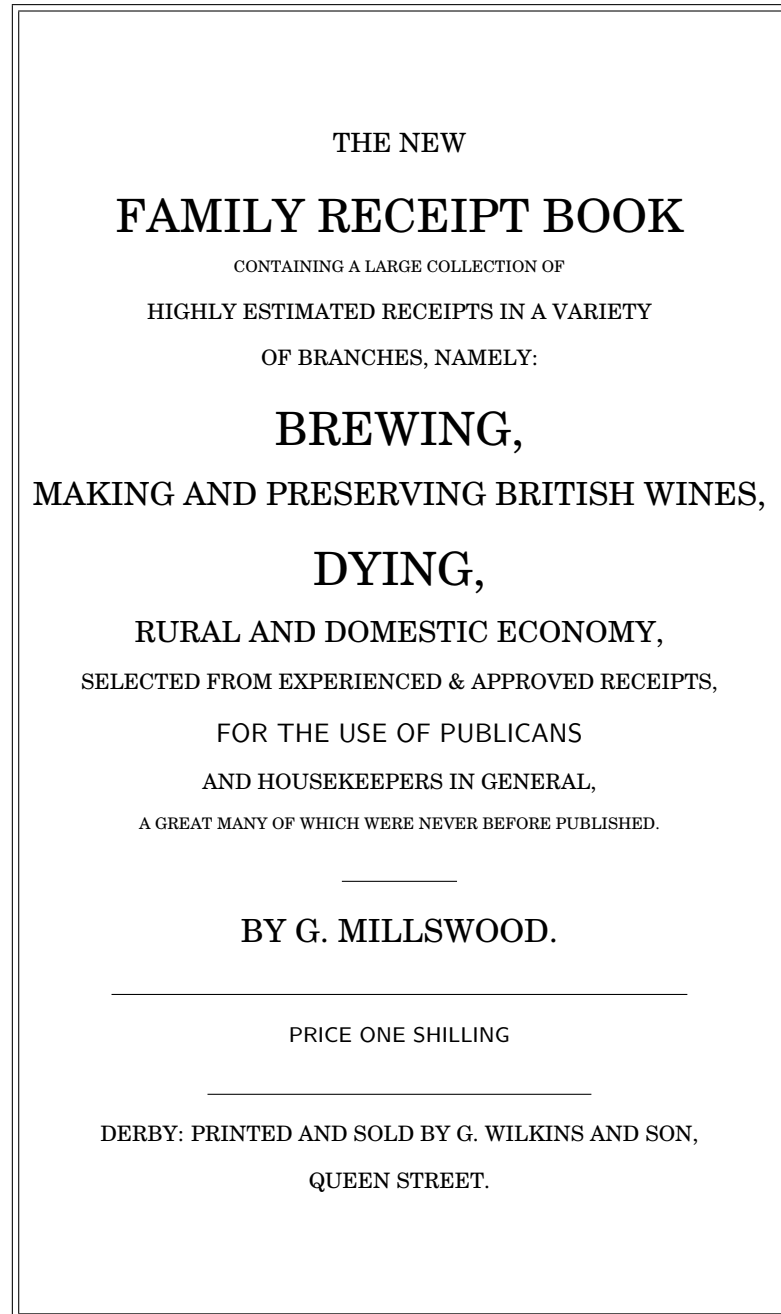 THE NEW
FAMILY RECEIPT BOOK
CONTAINING A LARGE COLLECTION OF
HIGHLY ESTIMATED RECEIPTS IN A VARIETY
OF BRANCHES, NAMELY:
BREWING,
MAKING AND PRESERVING BRITISH WINES,
DYING,
RURAL AND DOMESTIC ECONOMY,
SELECTED FROM EXPERIENCED & APPROVED RECEIPTS,
FOR THE USE OF PUBLICANS
AND HOUSEKEEPERS IN GENERAL,
A GREAT MANY OF WHICH WERE NEVER BEFORE PUBLISHED.
BY G. MILLSWOOD.
PRICE ONE SHILLING
DERBY: PRINTED AND SOLD BY G. WILKINS AND SON,
QUEEN STREET.